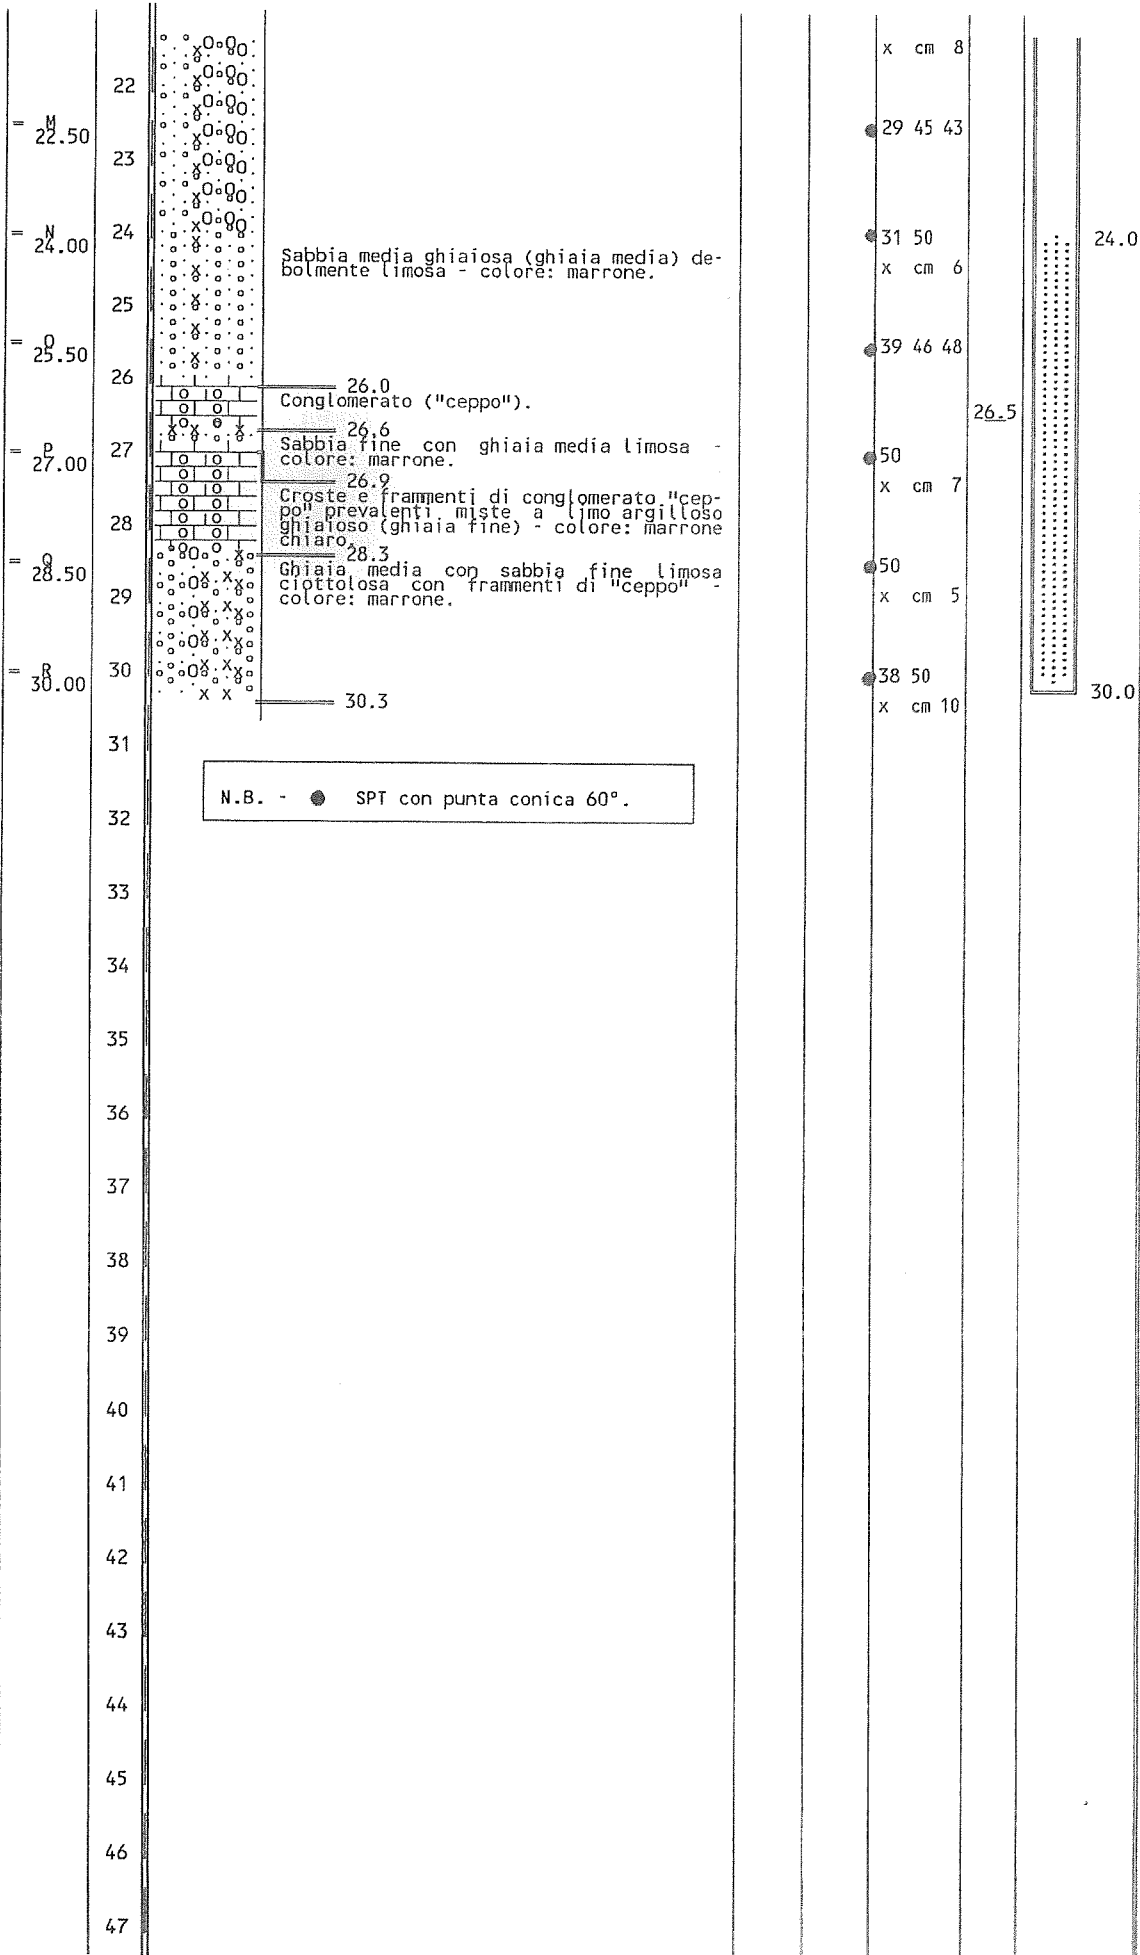 x cm 8
22
= M
22.50
29 45 43
23
= N
24.00
24
31 50
24.0
Sabbia media ghiaiosa (ghiaia media) de-
bolmente limosa - colore: marrone.
x cm 6
25
= O
25.50
39 46 48
26
26.0
Conglomerato ("ceppo").
26.5
26.6
Sabbia fine con ghiaia media limosa -
colore: marrone.
= P
27.00
27
50
26.9
x cm 7
Croste e frammenti di conglomerato "cep-
po" prevalenti miste a limo argilloso
ghiaioso (ghiaia fine) - colore: marrone
chiaro.
28
28.3
= Q
28.50
50
Ghiaia media con sabbia fine limosa
ciottolosa con frammenti di "ceppo" -
colore: marrone.
29
x cm 5
= R
30.00
30
38 50
30.0
30.3
x cm 10
31
N.B. - ● SPT con punta conica 60°.
32
33
34
35
36
37
38
39
40
41
42
43
44
45
46
47